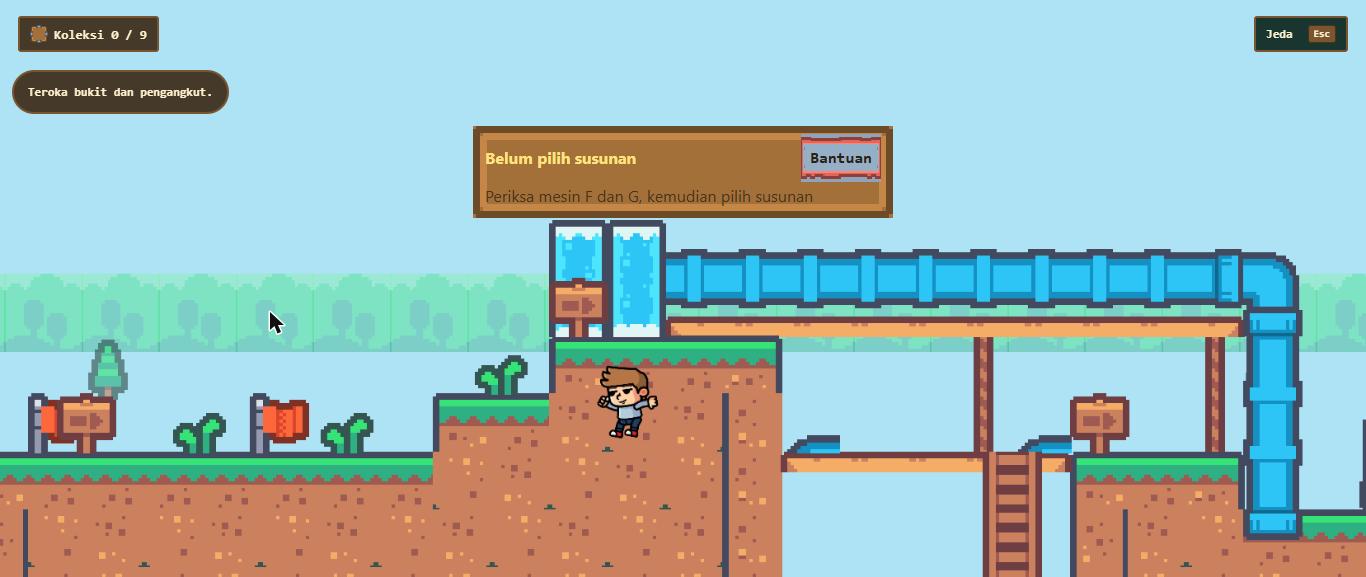 Koleksi 0 / 9
Jeda Esc
Teroka bukit dan pengangkut.
Belum pilih susunan
Bantuan
Periksa mesin F dan G, kemudian pilih susunan